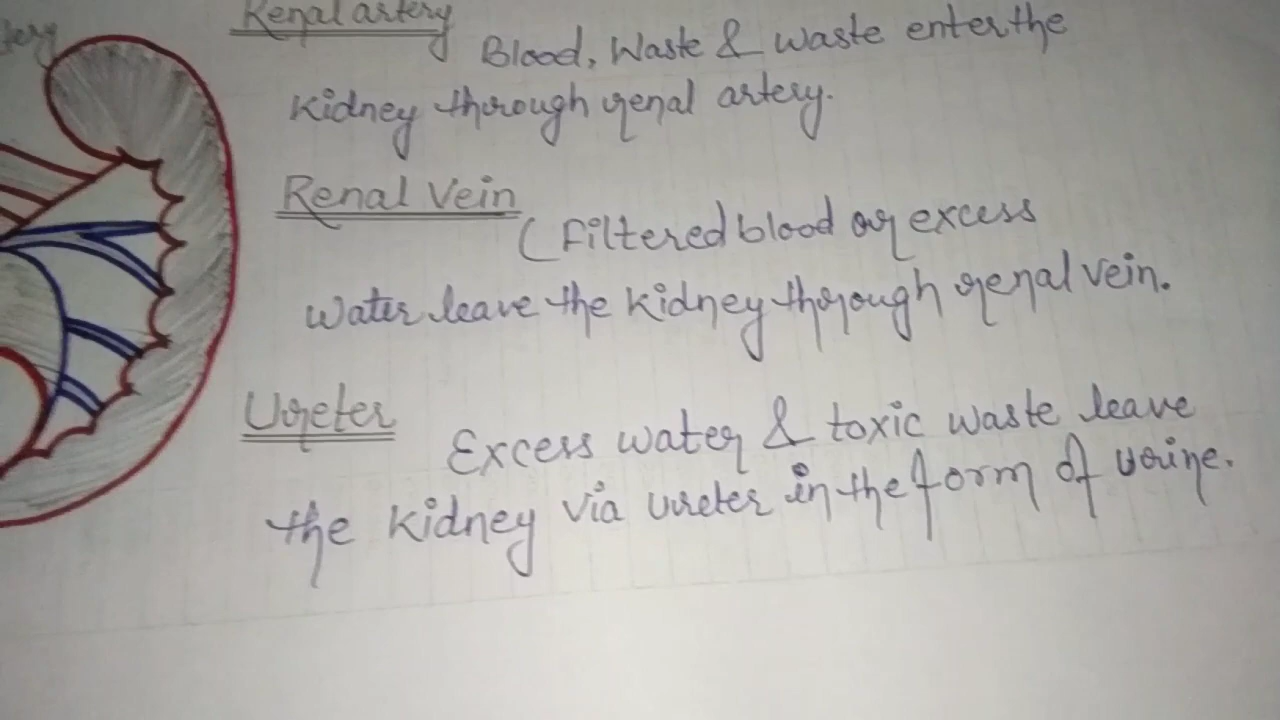 tery
Renal artery
Blood, Waste & waste enter the
kidney through renal artery.
Renal Vein
(Filtered blood or excess
water leave the kidney thorough renal vein.
Ureter
Excess water & toxic waste leave
the kidney via ureter in the form of urine.